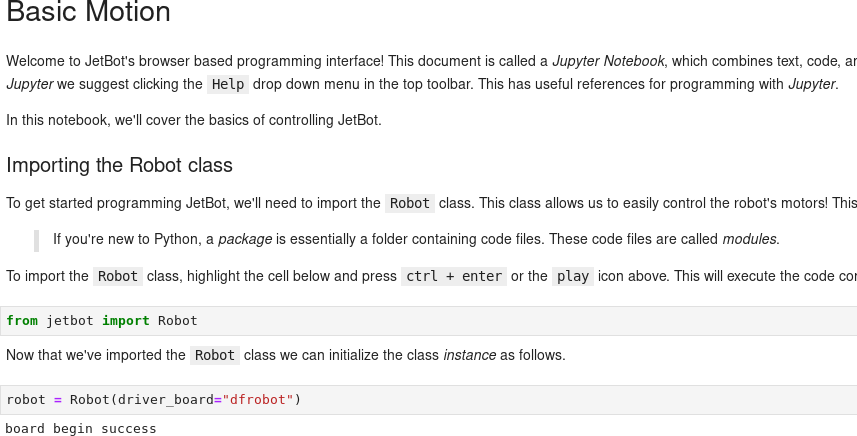 Basic Motion
Welcome to JetBot's browser based programming interface! This document is called a Jupyter Notebook, which combines text, code, ar
Jupyter we suggest clicking the Help drop down menu in the top toolbar. This has useful references for programming with Jupyter.
In this notebook, we'll cover the basics of controlling JetBot.
Importing the Robot class
To get started programming JetBot, we'll need to import the Robot class. This class allows us to easily control the robot's motors! This
If you're new to Python, a package is essentially a folder containing code files. These code files are called modules.
To import the Robot class, highlight the cell below and press ctrl + enter or the play icon above. This will execute the code cor
from jetbot import Robot
Now that we've imported the Robot class we can initialize the class instance as follows.
robot = Robot(driver_board="dfrobot")
board begin success